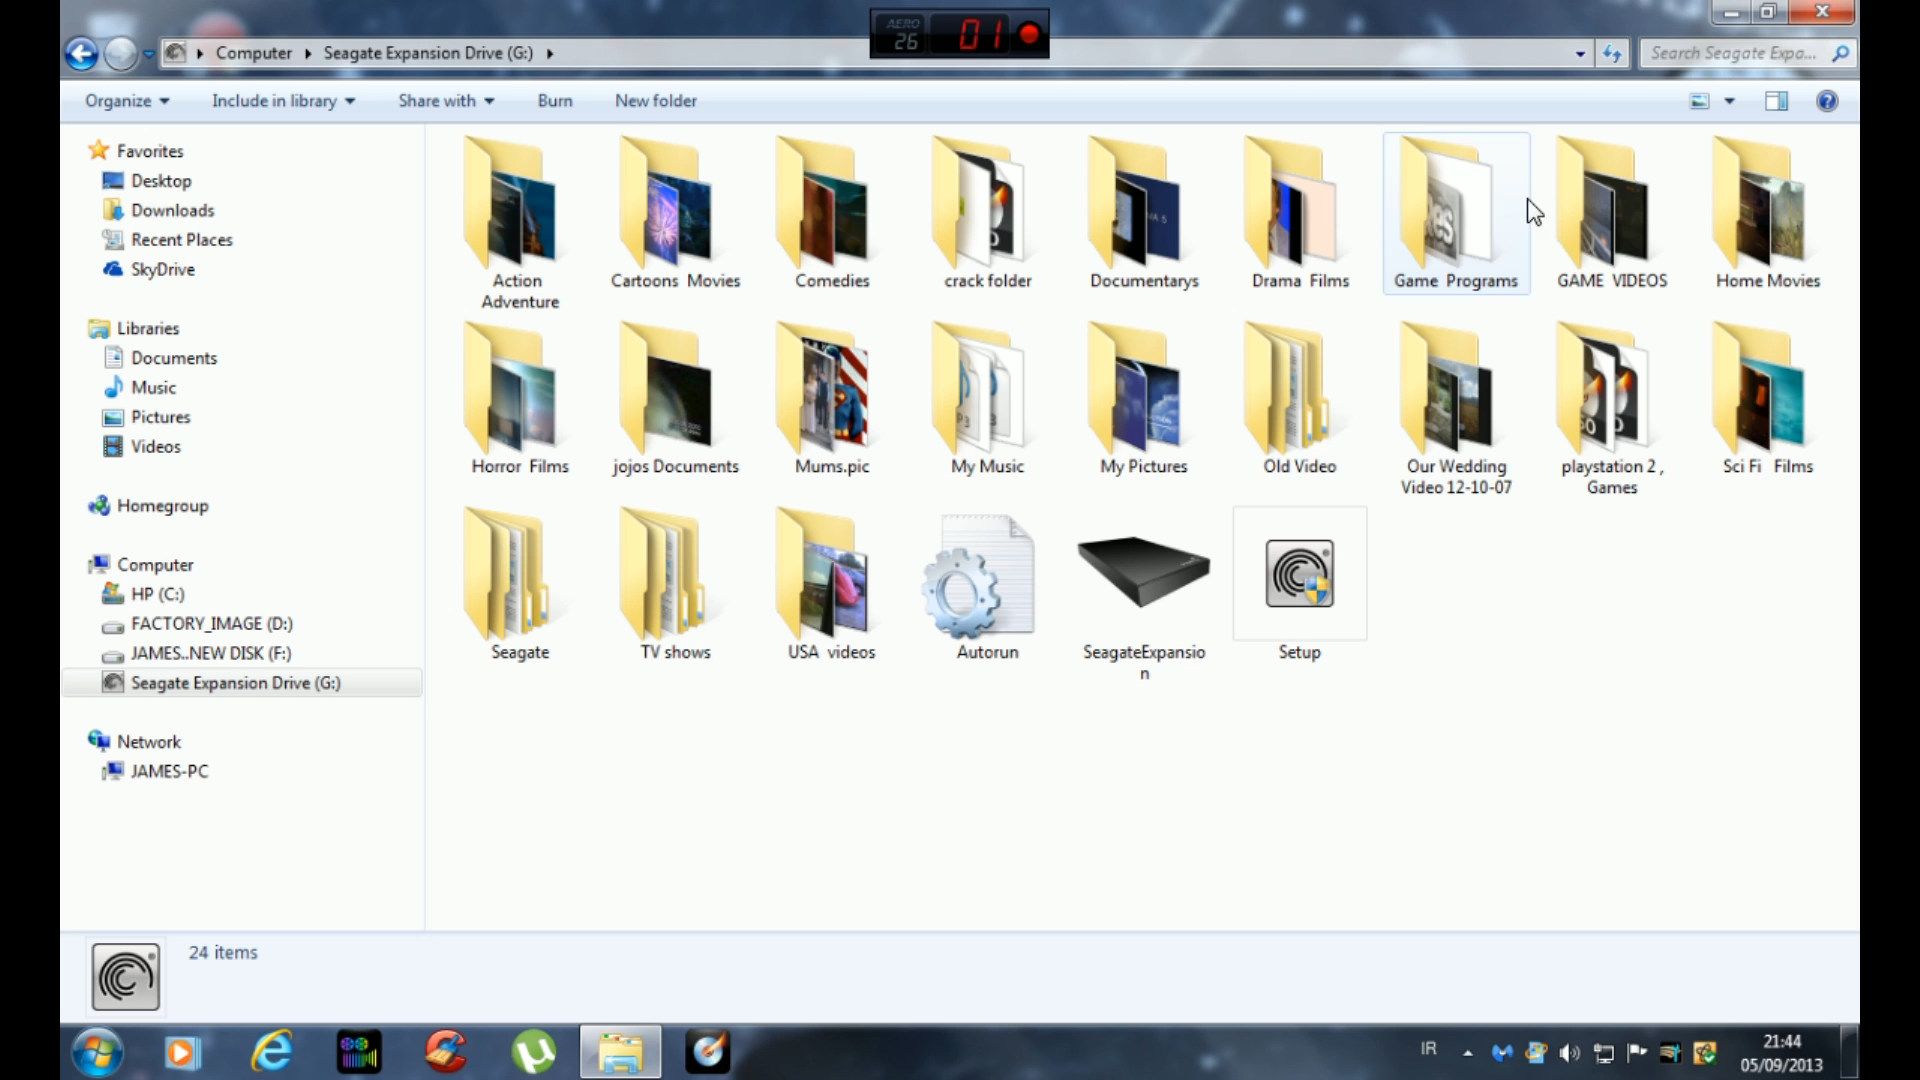 AERO
26 01
Computer Seagate Expansion Drive (G:)
Search Seagate Expa...
Organize Include in library Share with Burn New folder
Favorites
Desktop
Downloads
Recent Places
SkyDrive
Libraries
Documents
Music
Pictures
Videos
Homegroup
Computer
HP (C:)
FACTORY_IMAGE (D:)
JAMES..NEW DISK (F:)
Seagate Expansion Drive (G:)
Network
JAMES-PC
Action
Adventure
Cartoons Movies
Comedies
crack folder
Documentarys
Drama Films
Game Programs
GAME VIDEOS
Home Movies
Horror Films
jojos Documents
Mums.pic
My Music
My Pictures
Old Video
Our Wedding
Video 12-10-07
playstation 2 ,
Games
Sci Fi Films
Seagate
TV shows
USA videos
Autorun
SeagateExpansio
n
Setup
24 items
IR
21:44
05/09/2013